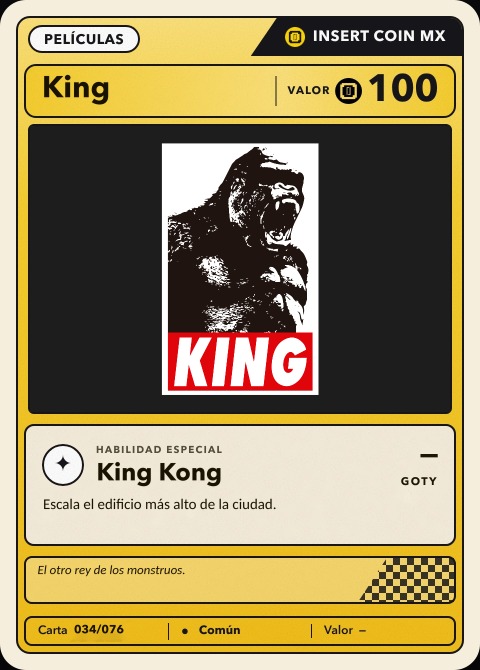 PELÍCULAS
INSERT COIN MX
King
VALOR 100
KING
HABILIDAD ESPECIAL
King Kong
–
GOTY
Escala el edificio más alto de la ciudad.
El otro rey de los monstruos.
Carta 034/076 • Común Valor –